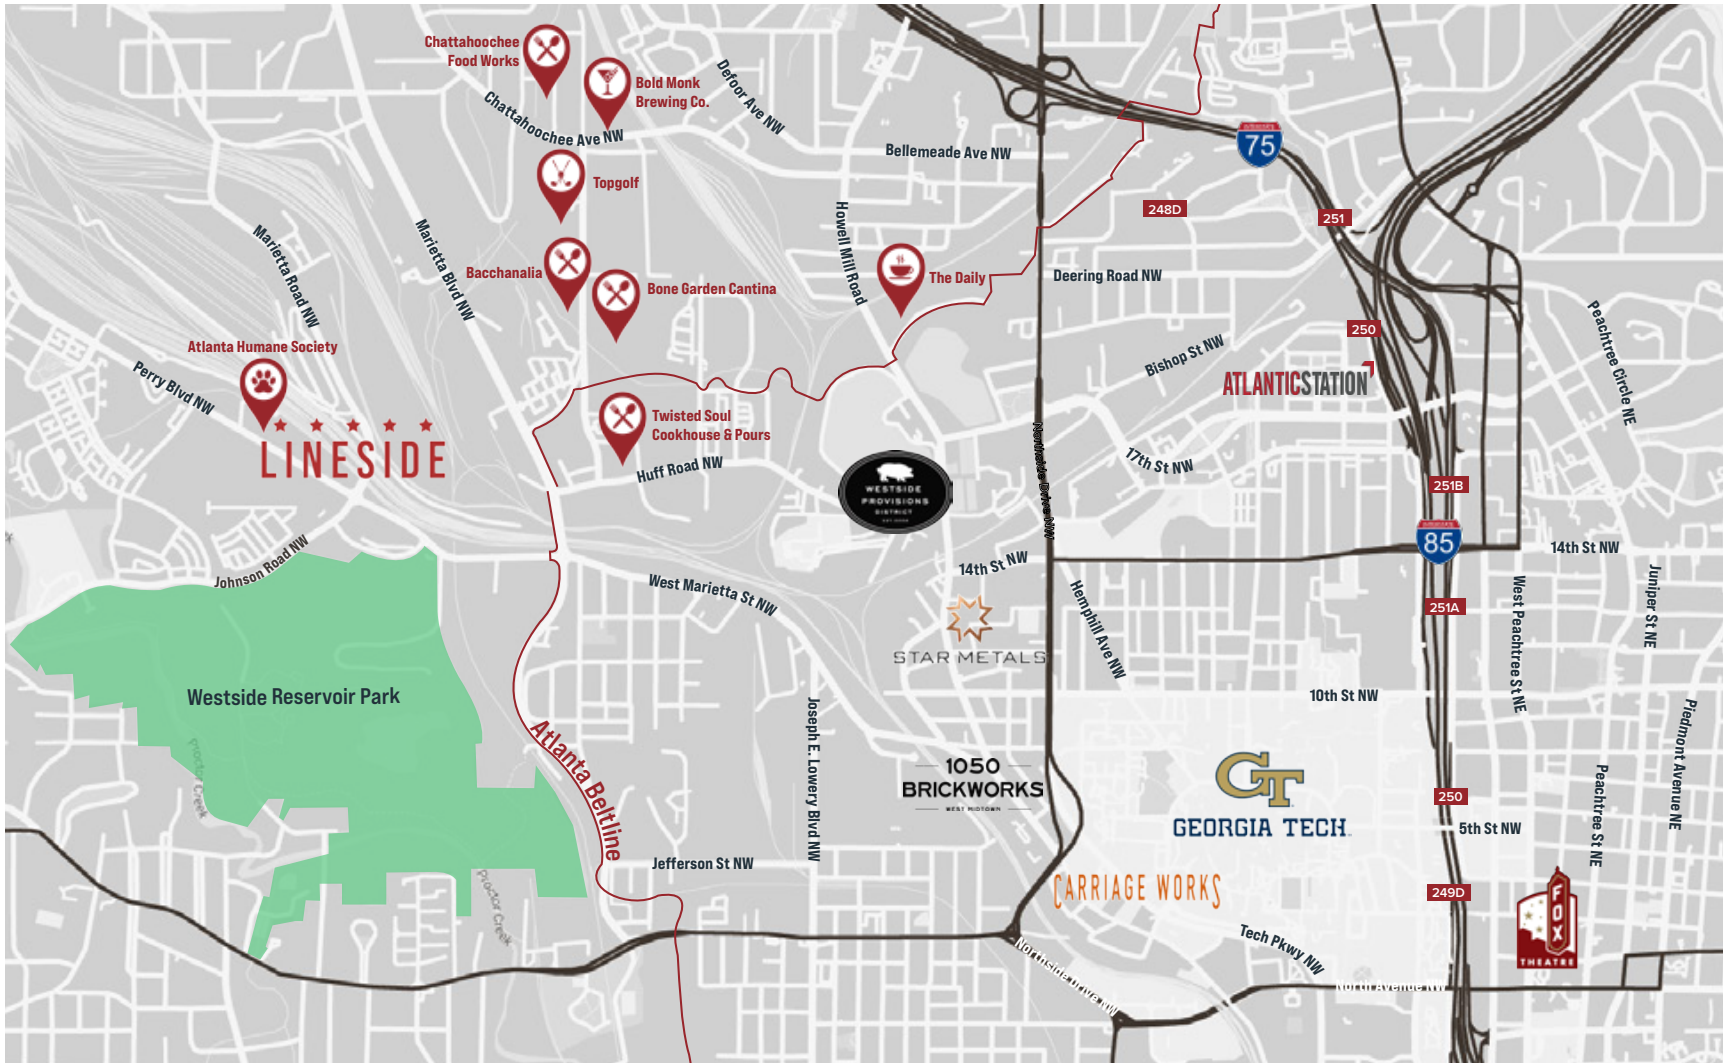 Chattahoochee
Food Works
Bold Monk
Brewing Co.
Defoor Ave NW
Chattahoochee Ave NW
Bellemeade Ave NW
75
Topgolf
248D
251
Marietta Road NW
Marietta Blvd NW
Howell Mill Road
Bacchanalia
Bone Garden Cantina
The Daily
Deering Road NW
Peachtree Circle NE
250
Atlanta Humane Society
Bishop St NW
Perry Blvd NW
ATLANTICSTATION
LINESIDE
Twisted Soul
Cookhouse & Pours
Huff Road NW
Northside Drive NW
17th St NW
WESTSIDE
PROVISIONS
DISTRICT
251B
85
Johnson Road NW
14th St NW
14th St NW
West Marietta St NW
Hemphill Ave NW
251A
West Peachtree St NE
Juniper St NE
STAR METALS
Westside Reservoir Park
10th St NW
Joseph E. Lowery Blvd NW
Piedmont Avenue NE
Atlanta Beltline
Proctor Creek
1050
BRICKWORKS
WEST MIDTOWN
GT
GEORGIA TECH
250
5th St NW
Peachtree St NE
Jefferson St NW
CARRIAGE WORKS
249D
Proctor Creek
FOX
THEATRE
Tech Pkwy NW
Northside Drive NW
North Avenue NW